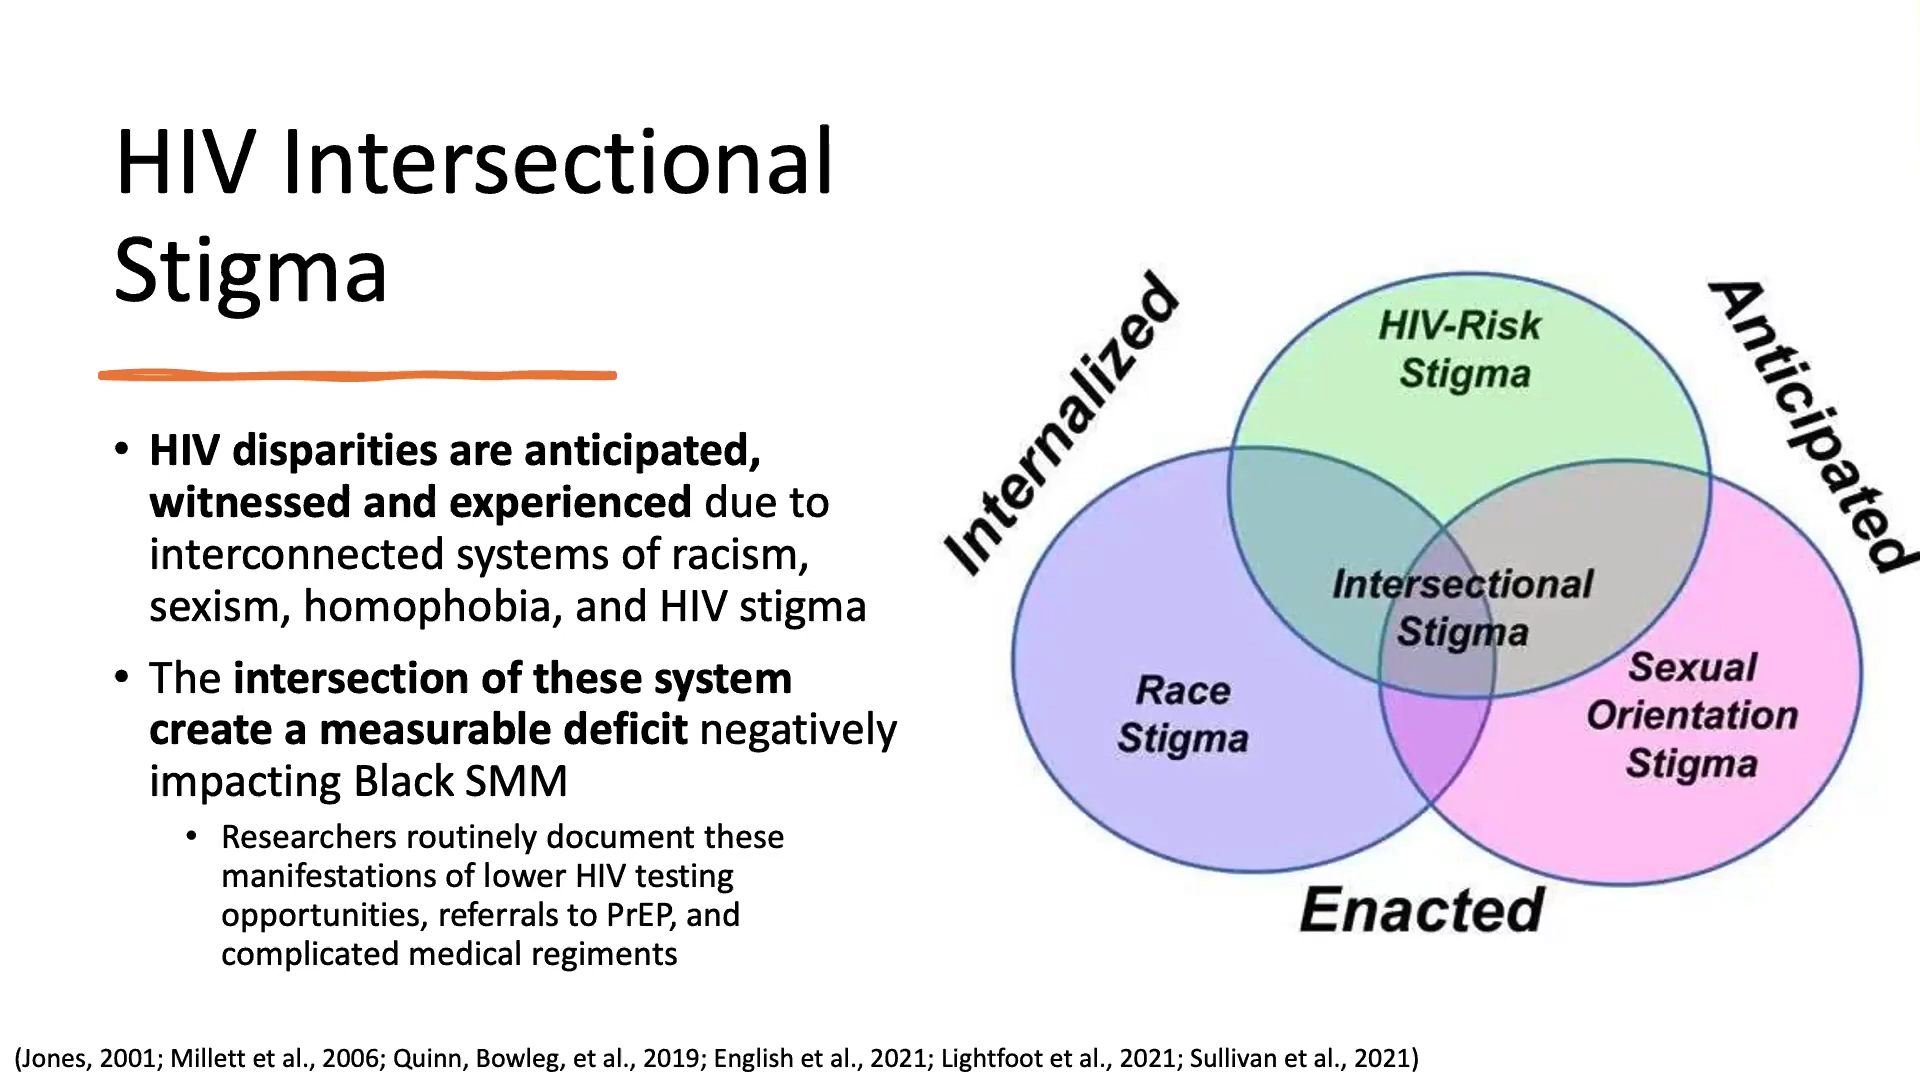 HIV Intersectional
Stigma
• HIV disparities are anticipated,
witnessed and experienced due to
interconnected systems of racism,
sexism, homophobia, and HIV stigma
• The intersection of these system
create a measurable deficit negatively
impacting Black SMM
• Researchers routinely document these
manifestations of lower HIV testing
opportunities, referrals to PrEP, and
complicated medical regiments
Internalized
Anticipated
HIV-Risk
Stigma
Intersectional
Stigma
Race
Stigma
Sexual
Orientation
Stigma
Enacted
(Jones, 2001; Millett et al., 2006; Quinn, Bowleg, et al., 2019; English et al., 2021; Lightfoot et al., 2021; Sullivan et al., 2021)